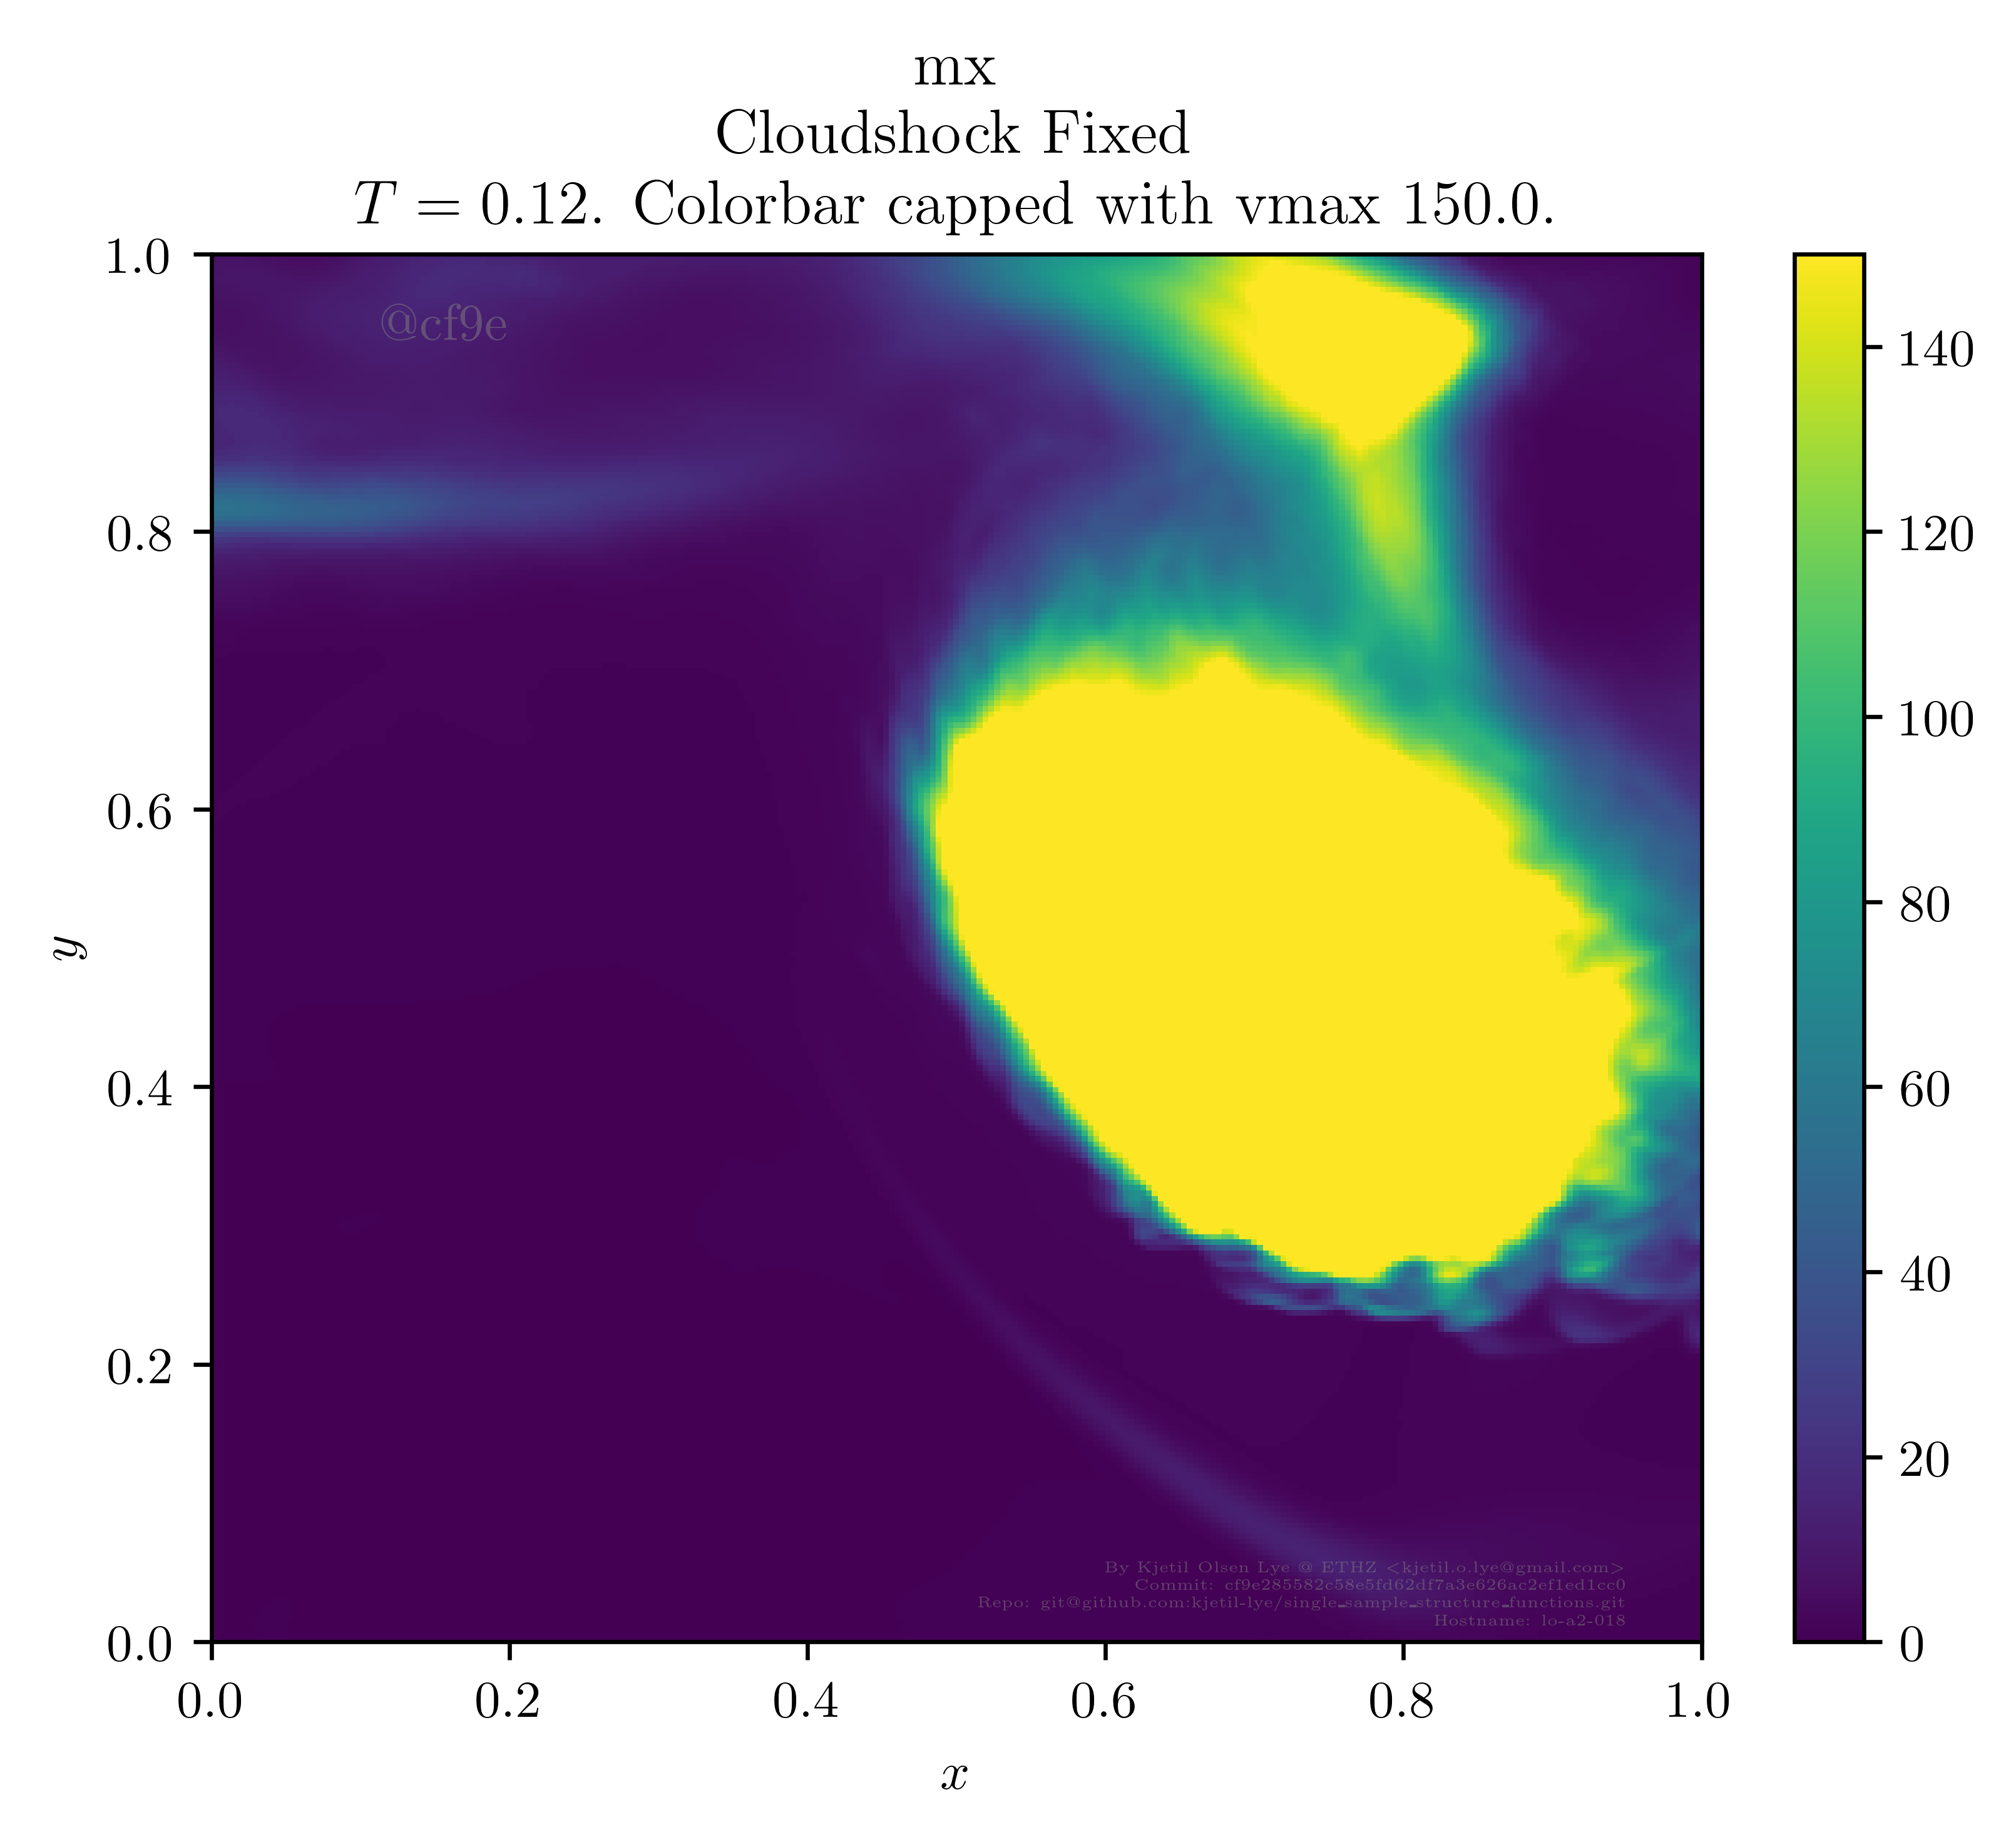 mx
Cloudshock Fixed
T = 0.12. Colorbar capped with vmax 150.0.
@cf9e
1.0
0.8
0.6
0.4
0.2
0.0
y
0.0 0.2 0.4 0.6 0.8 1.0
x
140
120
100
80
60
40
20
0
By Kjetil Olsen Lye @ ETHZ <kjetil.o.lye@gmail.com>
Commit: cf9e285582c58e5fd62df7a3e626ac2ef1ed1cc0
Repo: git@github.com:kjetil-lye/single_sample_structure_functions.git
Hostname: lo-a2-018